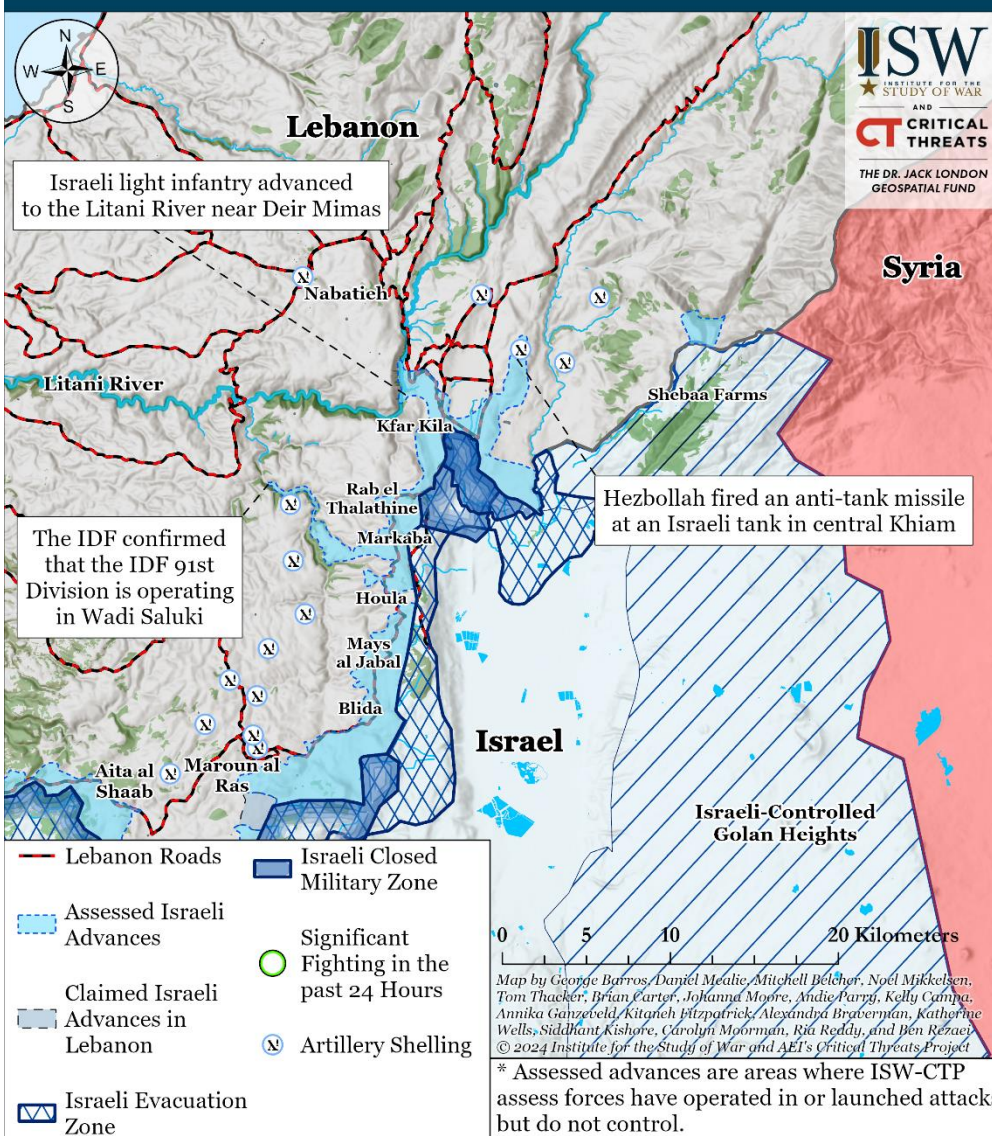 N
W
E
S
ISW
INSTITUTE FOR THE
STUDY OF WAR
AND
CT CRITICAL
THREATS
THE DR. JACK LONDON
GEOSPATIAL FUND
Lebanon
Israeli light infantry advanced
to the Litani River near Deir Mimas
Syria
Nabatieh
Litani River
Shebaa Farms
Kfar Kila
Hezbollah fired an anti-tank missile
at an Israeli tank in central Khiam
Rab el
Thalathine
Markaba
The IDF confirmed
that the IDF 91st
Division is operating
in Wadi Saluki
Houla
Mays
al Jabal
Blida
Israel
Aita al
Shaab
Maroun al
Ras
Israeli-Controlled
Golan Heights
Lebanon Roads
Assessed Israeli
Advances
Claimed Israeli
Advances in
Lebanon
Israeli Evacuation
Zone
Israeli Closed
Military Zone
Significant
Fighting in the
past 24 Hours
Artillery Shelling
0 5 10 20 Kilometers
Map by George Barros, Daniel Mealie, Mitchell Belcher, Noel Mikkelsen,
Tom Thacker, Brian Carter, Johanna Moore, Andie Parry, Kelly Campa,
Annika Ganzeveld, Kitaneh Fitzpatrick, Alexandra Braverman, Katherine
Wells, Siddhant Kishore, Carolyn Moorman, Ria Reddy, and Ben Rezaei
© 2024 Institute for the Study of War and AEI's Critical Threats Project
* Assessed advances are areas where ISW-CTP
assess forces have operated in or launched attacks
but do not control.